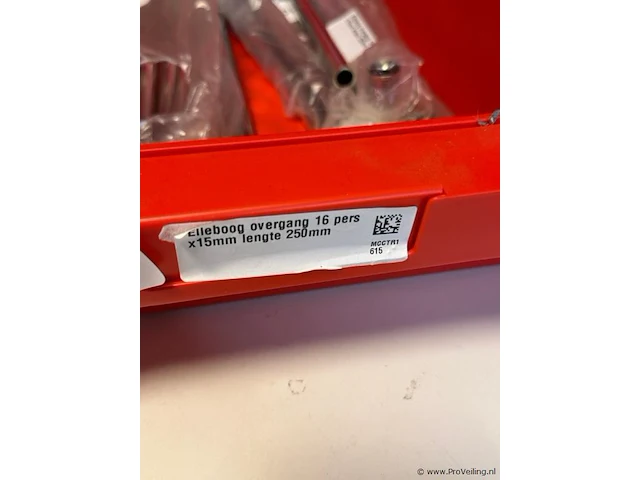 Elleboog overgang 16 pers
x15mm lengte 250mm
MCCTR1
615
© www.ProVeiling.nl